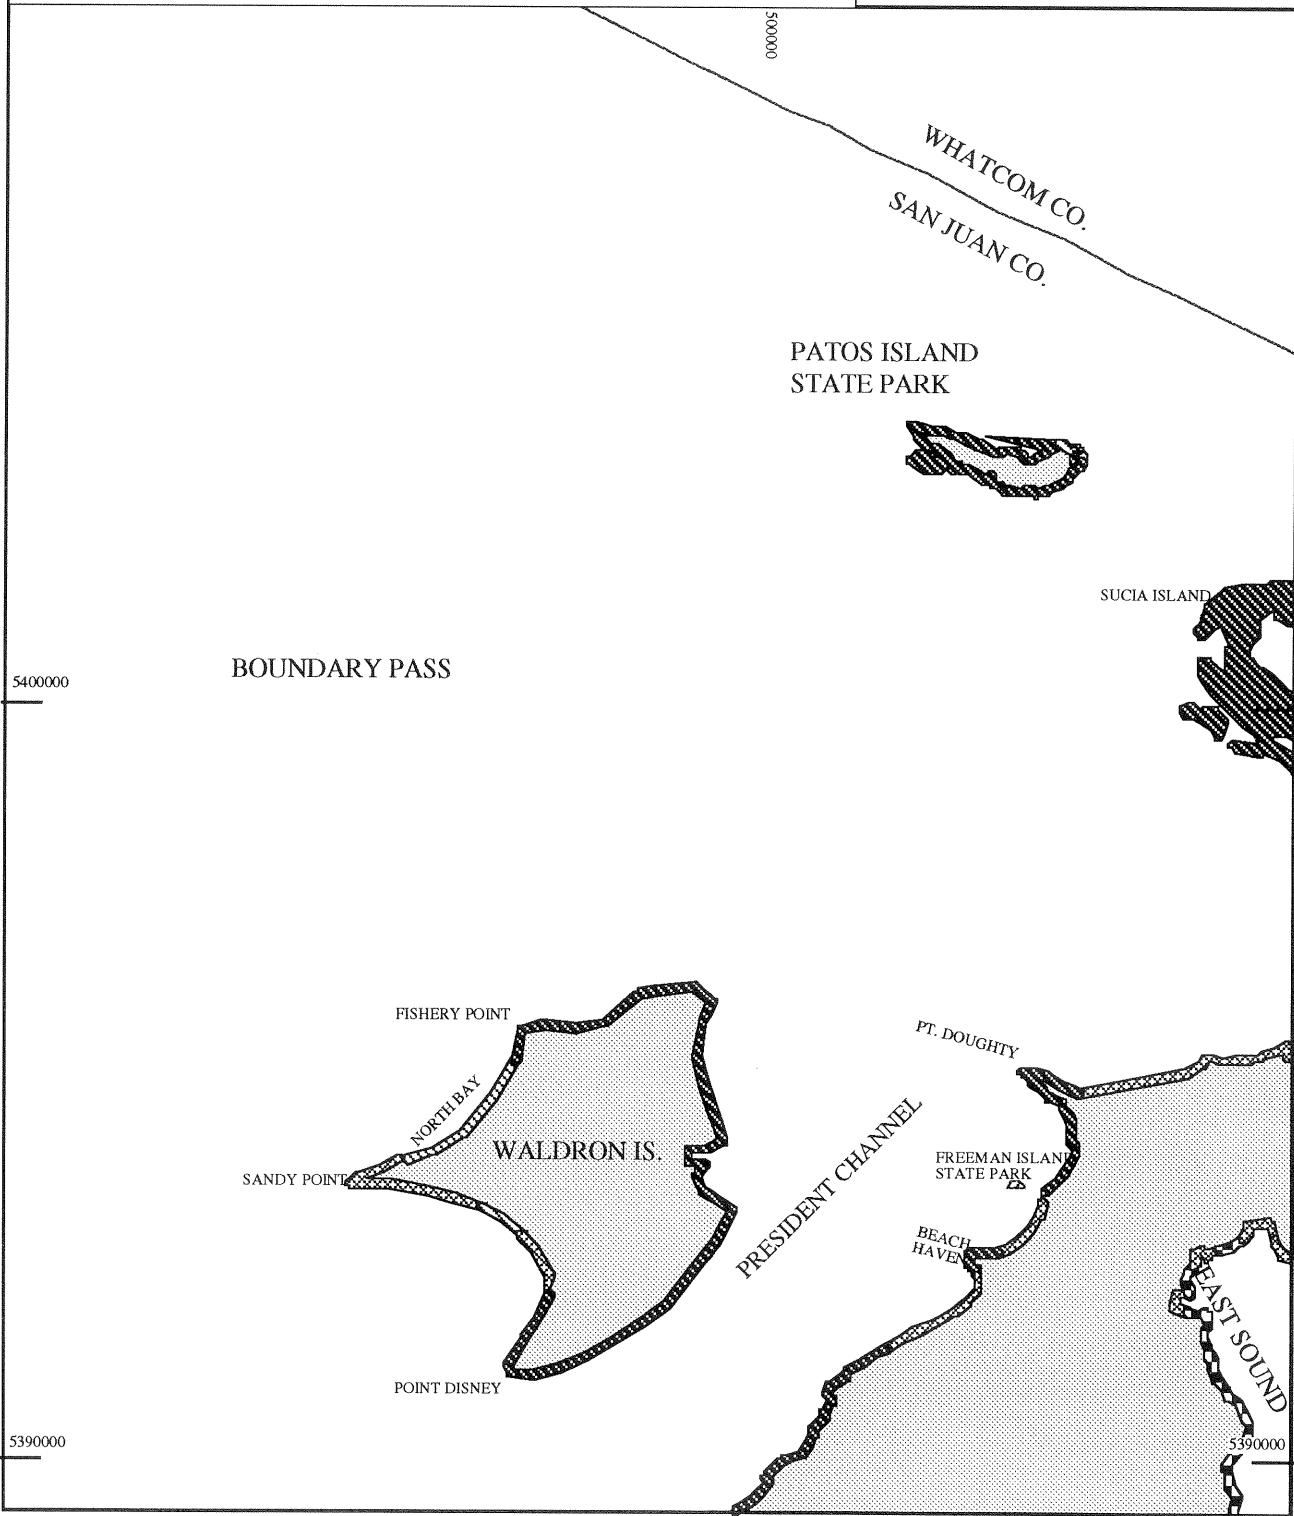 500000
WHATCOM CO.
SAN JUAN CO.
PATOS ISLAND
STATE PARK
SUCIA ISLAND
BOUNDARY PASS
5400000
FISHERY POINT
PT. DOUGHTY
NORTH BAY
WALDRON IS.
SANDY POINT
PRESIDENT CHANNEL
FREEMAN ISLAND
STATE PARK
BEACH
HAVEN
EAST SOUND
POINT DISNEY
5390000
5390000